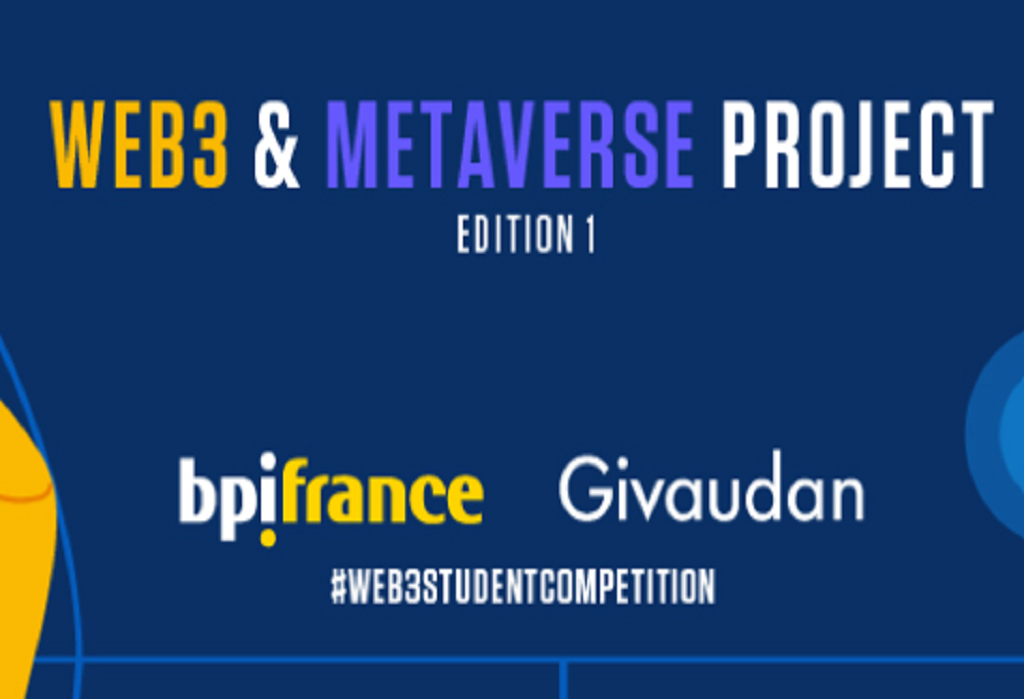 WEB3 & METAVERSE PROJECT
EDITION 1
bpifrance Givaudan
#WEB3STUDENTCOMPETITION